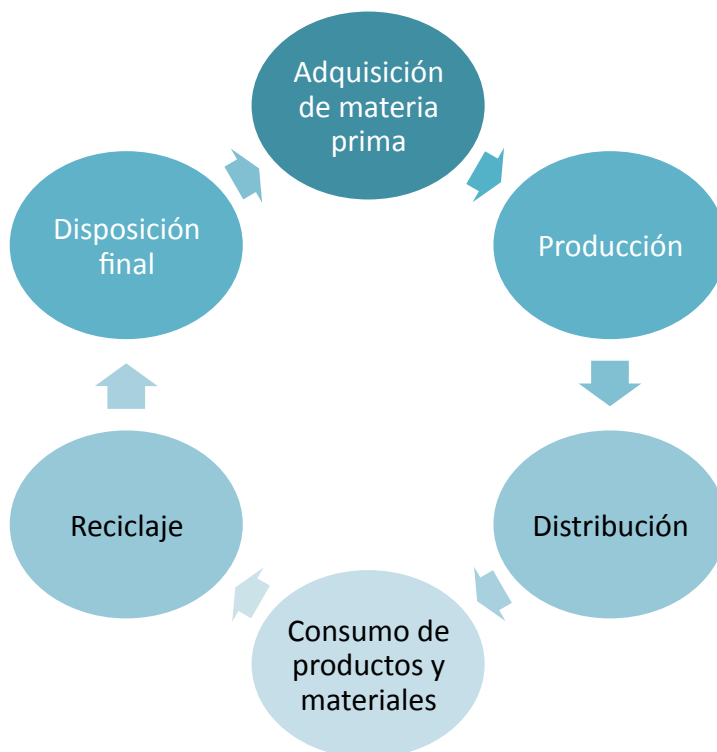 Adquisición
de materia
prima
Producción
Distribución
Consumo de
productos y
materiales
Reciclaje
Disposición
final